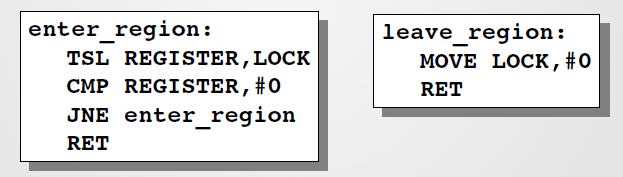 enter_region:
TSL REGISTER,LOCK
CMP REGISTER,#0
JNE enter_region
RET
leave_region:
MOVE LOCK,#0
RET